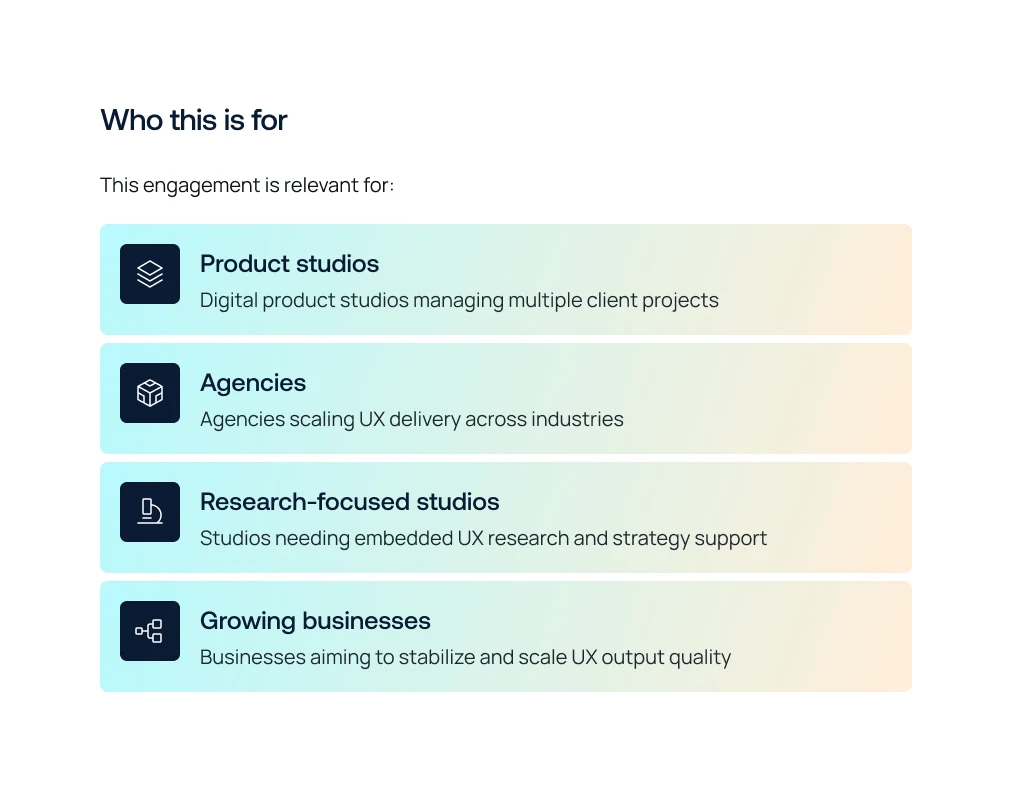 Who this is for
This engagement is relevant for:
Product studios
Digital product studios managing multiple client projects
Agencies
Agencies scaling UX delivery across industries
Research-focused studios
Studios needing embedded UX research and strategy support
Growing businesses
Businesses aiming to stabilize and scale UX output quality